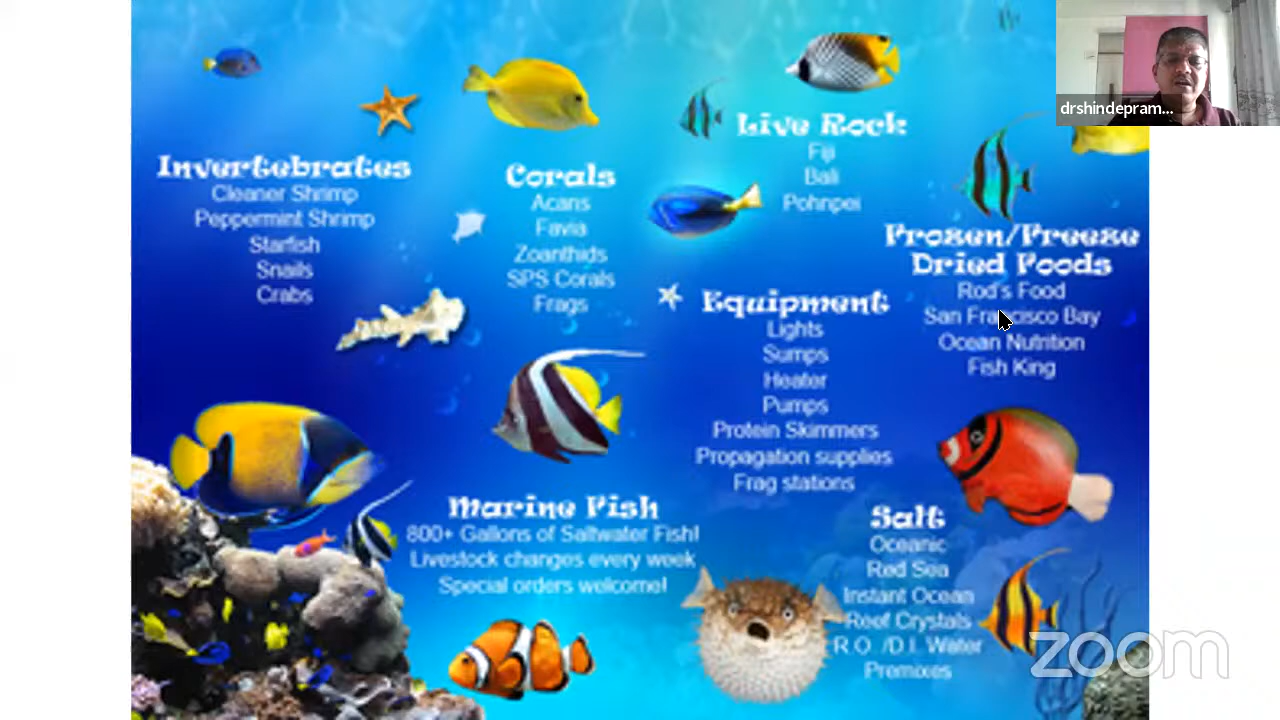 drshindepram...
Invertebrates
Cleaner Shrimp
Peppermint Shrimp
Starfish
Snails
Crabs
Corals
Acans
Favia
Zoanthids
SPS Corals
Frags
Live Rock
Fiji
Bali
Pohnpei
Frozen/Freeze
Dried Foods
Rod's Food
San Francisco Bay
Ocean Nutrition
Fish King
Equipment
Lights
Sumps
Heater
Pumps
Protein Skimmers
Propagation supplies
Frag stations
Marine Fish
800+ Gallons of Saltwater Fish!
Livestock changes every week
Special orders welcome!
Salt
Oceanic
Red Sea
Instant Ocean
Reef Crystals
R.O./D.I. Water
Premixes
zoom